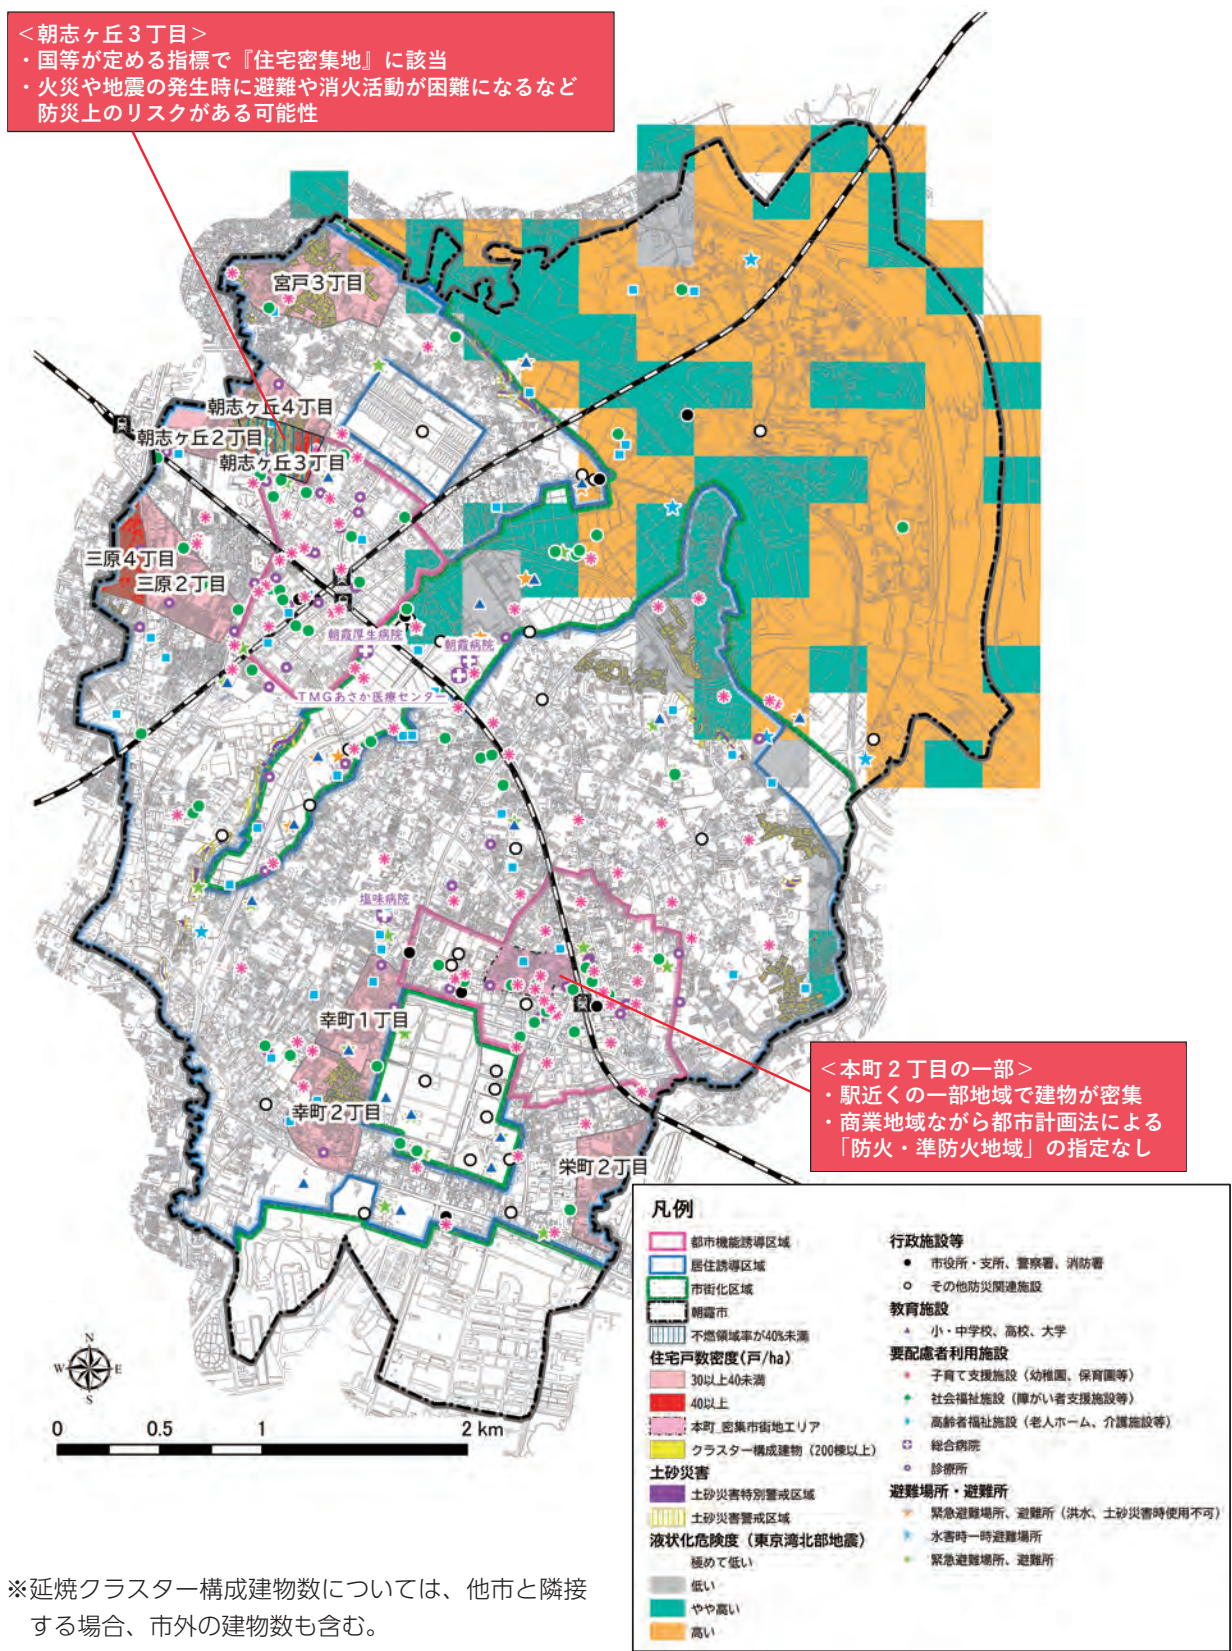 ＜朝志ヶ丘３丁目＞
・国等が定める指標で『住宅密集地』に該当
・火災や地震の発生時に避難や消火活動が困難になるなど
防災上のリスクがある可能性
宮戸３丁目
朝志ヶ丘４丁目
朝志ヶ丘２丁目
朝志ヶ丘３丁目
三原４丁目
三原２丁目
朝霞厚生病院
朝霞病院
ＴＭＧあさか医療センター
塩味病院
幸町１丁目
幸町２丁目
栄町２丁目
＜本町２丁目の一部＞
・駅近くの一部地域で建物が密集
・商業地域ながら都市計画法による
「防火・準防火地域」の指定なし
N
W E
S
0 0.5 1 2 km
凡例
都市機能誘導区域
居住誘導区域
市街化区域
朝霞市
不燃領域率が40%未満
住宅戸数密度(戸/ha)
30以上40未満
40以上
本町_密集市街地エリア
クラスター構成建物（200棟以上）
土砂災害
土砂災害特別警戒区域
土砂災害警戒区域
液状化危険度（東京湾北部地震）
極めて低い
低い
やや高い
高い
行政施設等
市役所・支所、警察署、消防署
その他防災関連施設
教育施設
小・中学校、高校、大学
要配慮者利用施設
子育て支援施設（幼稚園、保育園等）
社会福祉施設（障がい者支援施設等）
高齢者福祉施設（老人ホーム、介護施設等）
総合病院
診療所
避難場所・避難所
緊急避難場所、避難所（洪水、土砂災害時使用不可）
水害時一時避難場所
緊急避難場所、避難所
※延焼クラスター構成建物数については、他市と隣接
する場合、市外の建物数も含む。